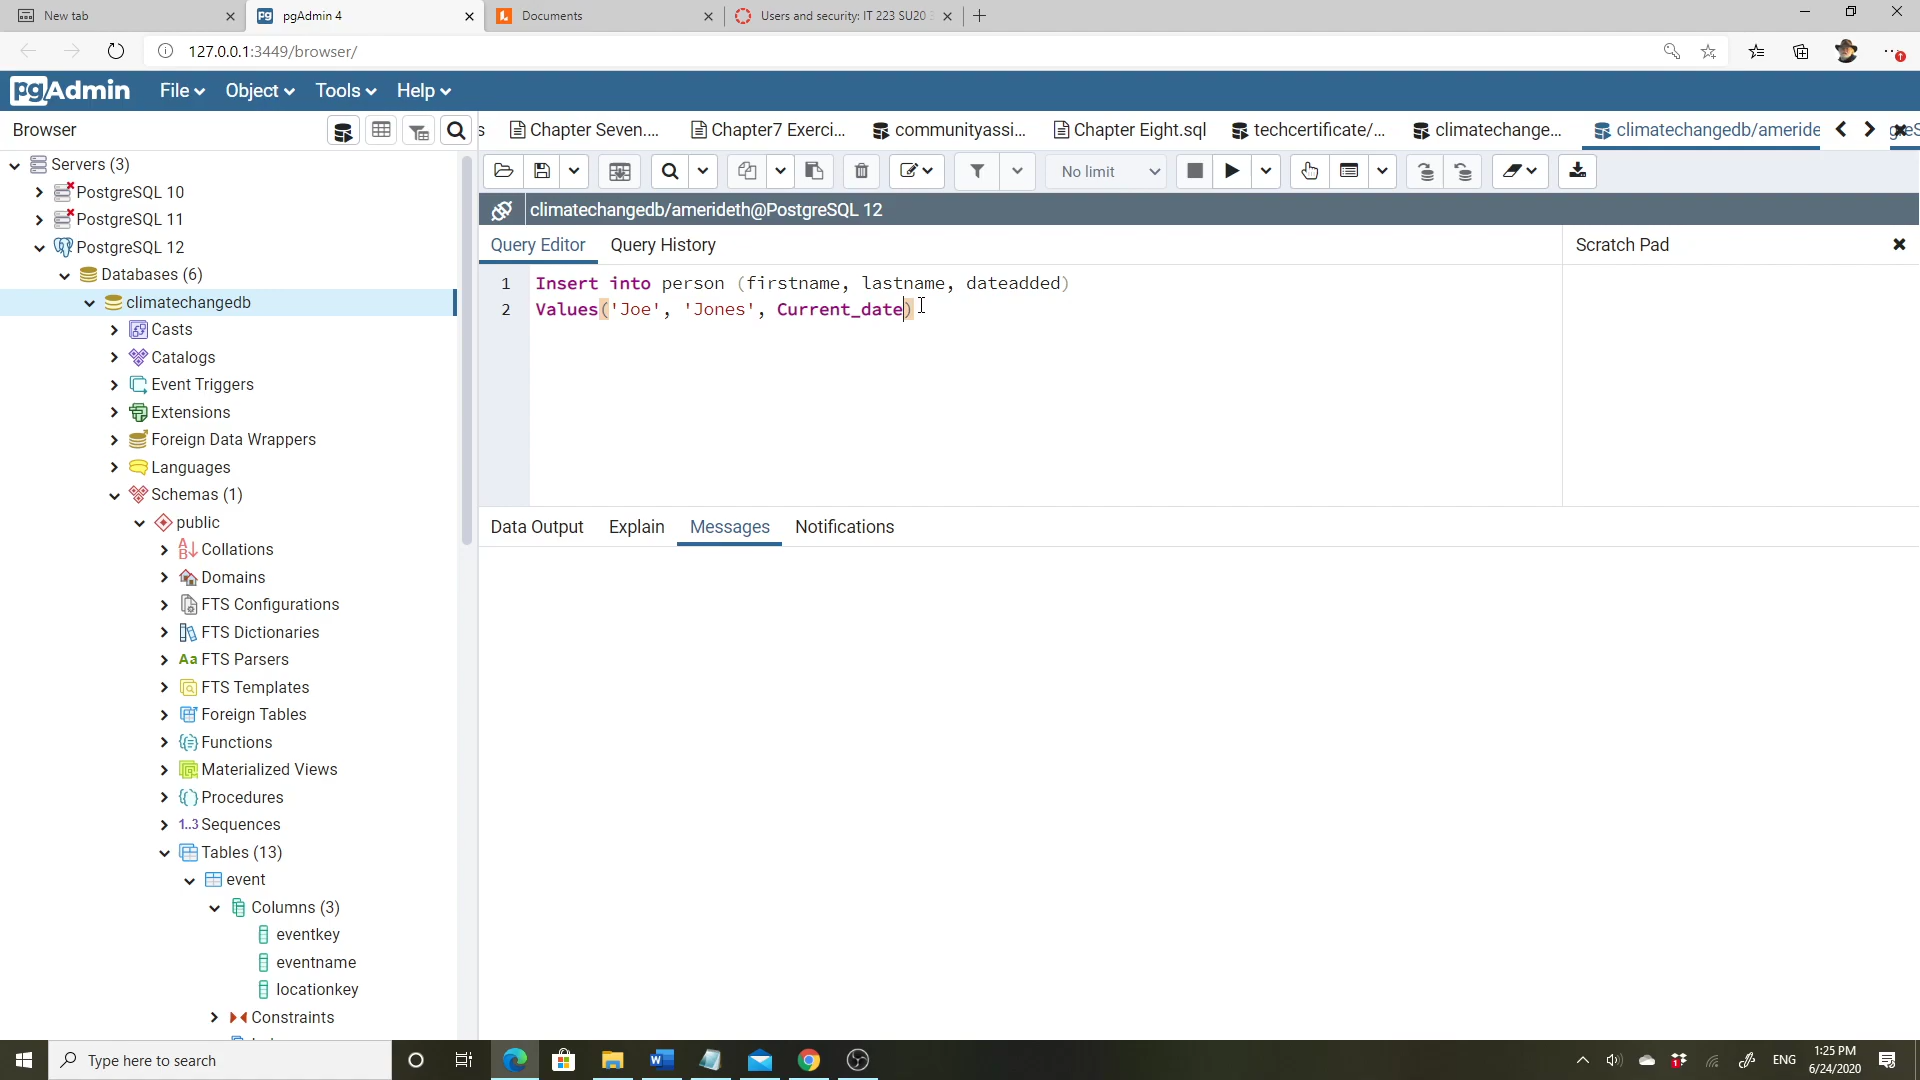 New tab
pgAdmin 4
Documents
Users and security: IT 223 SU20
127.0.0.1:3449/browser/
pgAdmin
File
Object
Tools
Help
Browser
Chapter Seven....
Chapter7 Exerci...
communityassi...
Chapter Eight.sql
techcertificate/...
climatechange...
climatechangedb/ameride
No limit
climatechangedb/amerideth@PostgreSQL 12
Query Editor
Query History
Scratch Pad
1 Insert into person (firstname, lastname, dateadded)
2 Values('Joe', 'Jones', Current_date)
Data Output
Explain
Messages
Notifications
Servers (3)
PostgreSQL 10
PostgreSQL 11
PostgreSQL 12
Databases (6)
climatechangedb
Casts
Catalogs
Event Triggers
Extensions
Foreign Data Wrappers
Languages
Schemas (1)
public
Collations
Domains
FTS Configurations
FTS Dictionaries
Aa FTS Parsers
FTS Templates
Foreign Tables
Functions
Materialized Views
Procedures
1..3 Sequences
Tables (13)
event
Columns (3)
eventkey
eventname
locationkey
Constraints
Type here to search
ENG
1:25 PM
6/24/2020